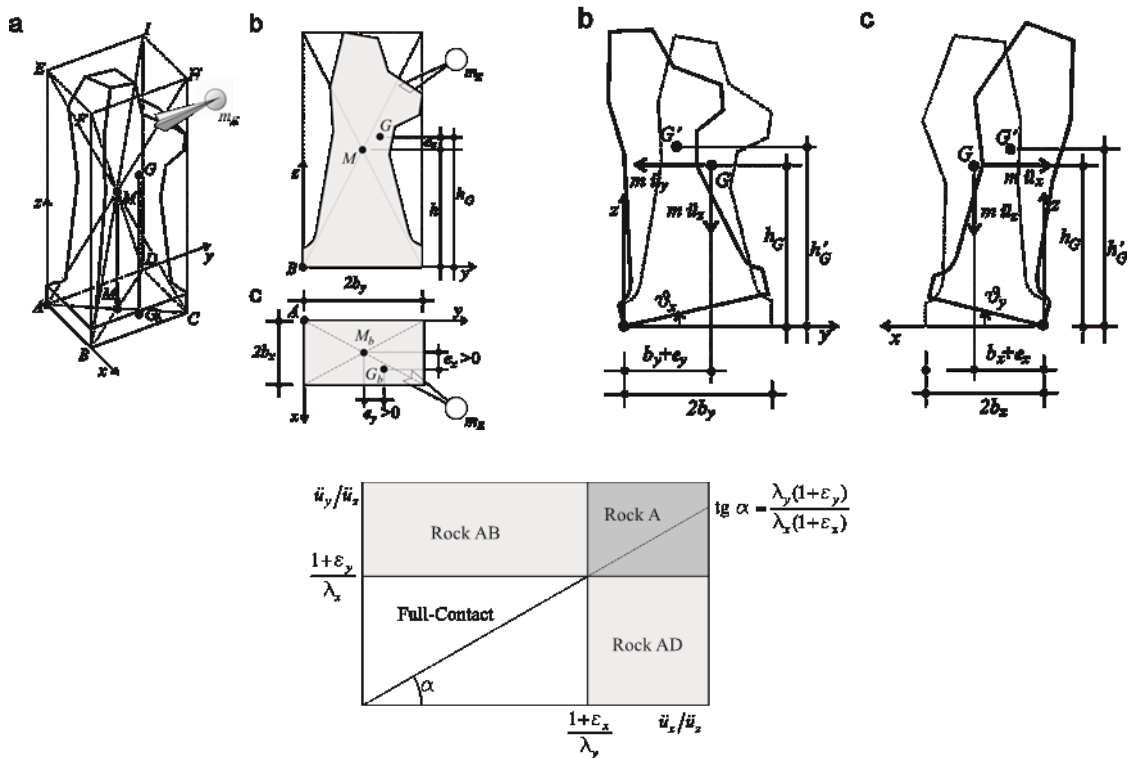 a
I
E
F
m_g
G
M
z
D
y
A
C
B
x
b
m_g
G
e_z
M
z
h
h_G
B
y
2b_y
c
A
y
2b_x
M_b
e_x>0
G_b
e_y>0
x
m_g
b
G'
G
m ü_y
m ü_z
z
h_G
h'_G
ϑ_x
y
b_y+e_y
2b_y
c
G'
G
m ü_x
m ü_z
z
h_G
h'_G
ϑ_y
x
b_x+e_x
2b_x
ü_y/ü_z
Rock AB
Rock A
tg α = λ_y(1+ε_y)/λ_x(1+ε_x)
1+ε_y
λ_x
Full-Contact
Rock AD
α
1+ε_x
λ_y
ü_x/ü_z